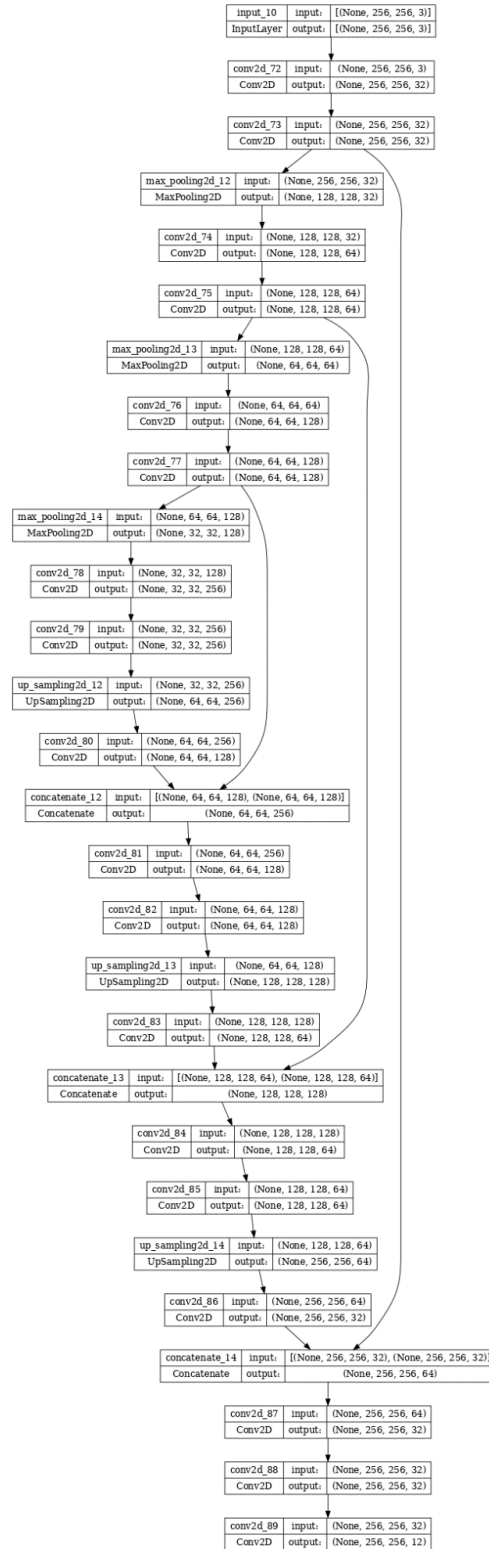 input_10 input: [(None, 256, 256, 3)]
InputLayer output: [(None, 256, 256, 3)]
conv2d_72 input: (None, 256, 256, 3)
Conv2D output: (None, 256, 256, 32)
conv2d_73 input: (None, 256, 256, 32)
Conv2D output: (None, 256, 256, 32)
max_pooling2d_12 input: (None, 256, 256, 32)
MaxPooling2D output: (None, 128, 128, 32)
conv2d_74 input: (None, 128, 128, 32)
Conv2D output: (None, 128, 128, 64)
conv2d_75 input: (None, 128, 128, 64)
Conv2D output: (None, 128, 128, 64)
max_pooling2d_13 input: (None, 128, 128, 64)
MaxPooling2D output: (None, 64, 64, 64)
conv2d_76 input: (None, 64, 64, 64)
Conv2D output: (None, 64, 64, 128)
conv2d_77 input: (None, 64, 64, 128)
Conv2D output: (None, 64, 64, 128)
max_pooling2d_14 input: (None, 64, 64, 128)
MaxPooling2D output: (None, 32, 32, 128)
conv2d_78 input: (None, 32, 32, 128)
Conv2D output: (None, 32, 32, 256)
conv2d_79 input: (None, 32, 32, 256)
Conv2D output: (None, 32, 32, 256)
up_sampling2d_12 input: (None, 32, 32, 256)
UpSampling2D output: (None, 64, 64, 256)
conv2d_80 input: (None, 64, 64, 256)
Conv2D output: (None, 64, 64, 128)
concatenate_12 input: [(None, 64, 64, 128), (None, 64, 64, 128)]
Concatenate output: (None, 64, 64, 256)
conv2d_81 input: (None, 64, 64, 256)
Conv2D output: (None, 64, 64, 128)
conv2d_82 input: (None, 64, 64, 128)
Conv2D output: (None, 64, 64, 128)
up_sampling2d_13 input: (None, 64, 64, 128)
UpSampling2D output: (None, 128, 128, 128)
conv2d_83 input: (None, 128, 128, 128)
Conv2D output: (None, 128, 128, 64)
concatenate_13 input: [(None, 128, 128, 64), (None, 128, 128, 64)]
Concatenate output: (None, 128, 128, 128)
conv2d_84 input: (None, 128, 128, 128)
Conv2D output: (None, 128, 128, 64)
conv2d_85 input: (None, 128, 128, 64)
Conv2D output: (None, 128, 128, 64)
up_sampling2d_14 input: (None, 128, 128, 64)
UpSampling2D output: (None, 256, 256, 64)
conv2d_86 input: (None, 256, 256, 64)
Conv2D output: (None, 256, 256, 32)
concatenate_14 input: [(None, 256, 256, 32), (None, 256, 256, 32)]
Concatenate output: (None, 256, 256, 64)
conv2d_87 input: (None, 256, 256, 64)
Conv2D output: (None, 256, 256, 32)
conv2d_88 input: (None, 256, 256, 32)
Conv2D output: (None, 256, 256, 32)
conv2d_89 input: (None, 256, 256, 32)
Conv2D output: (None, 256, 256, 12)